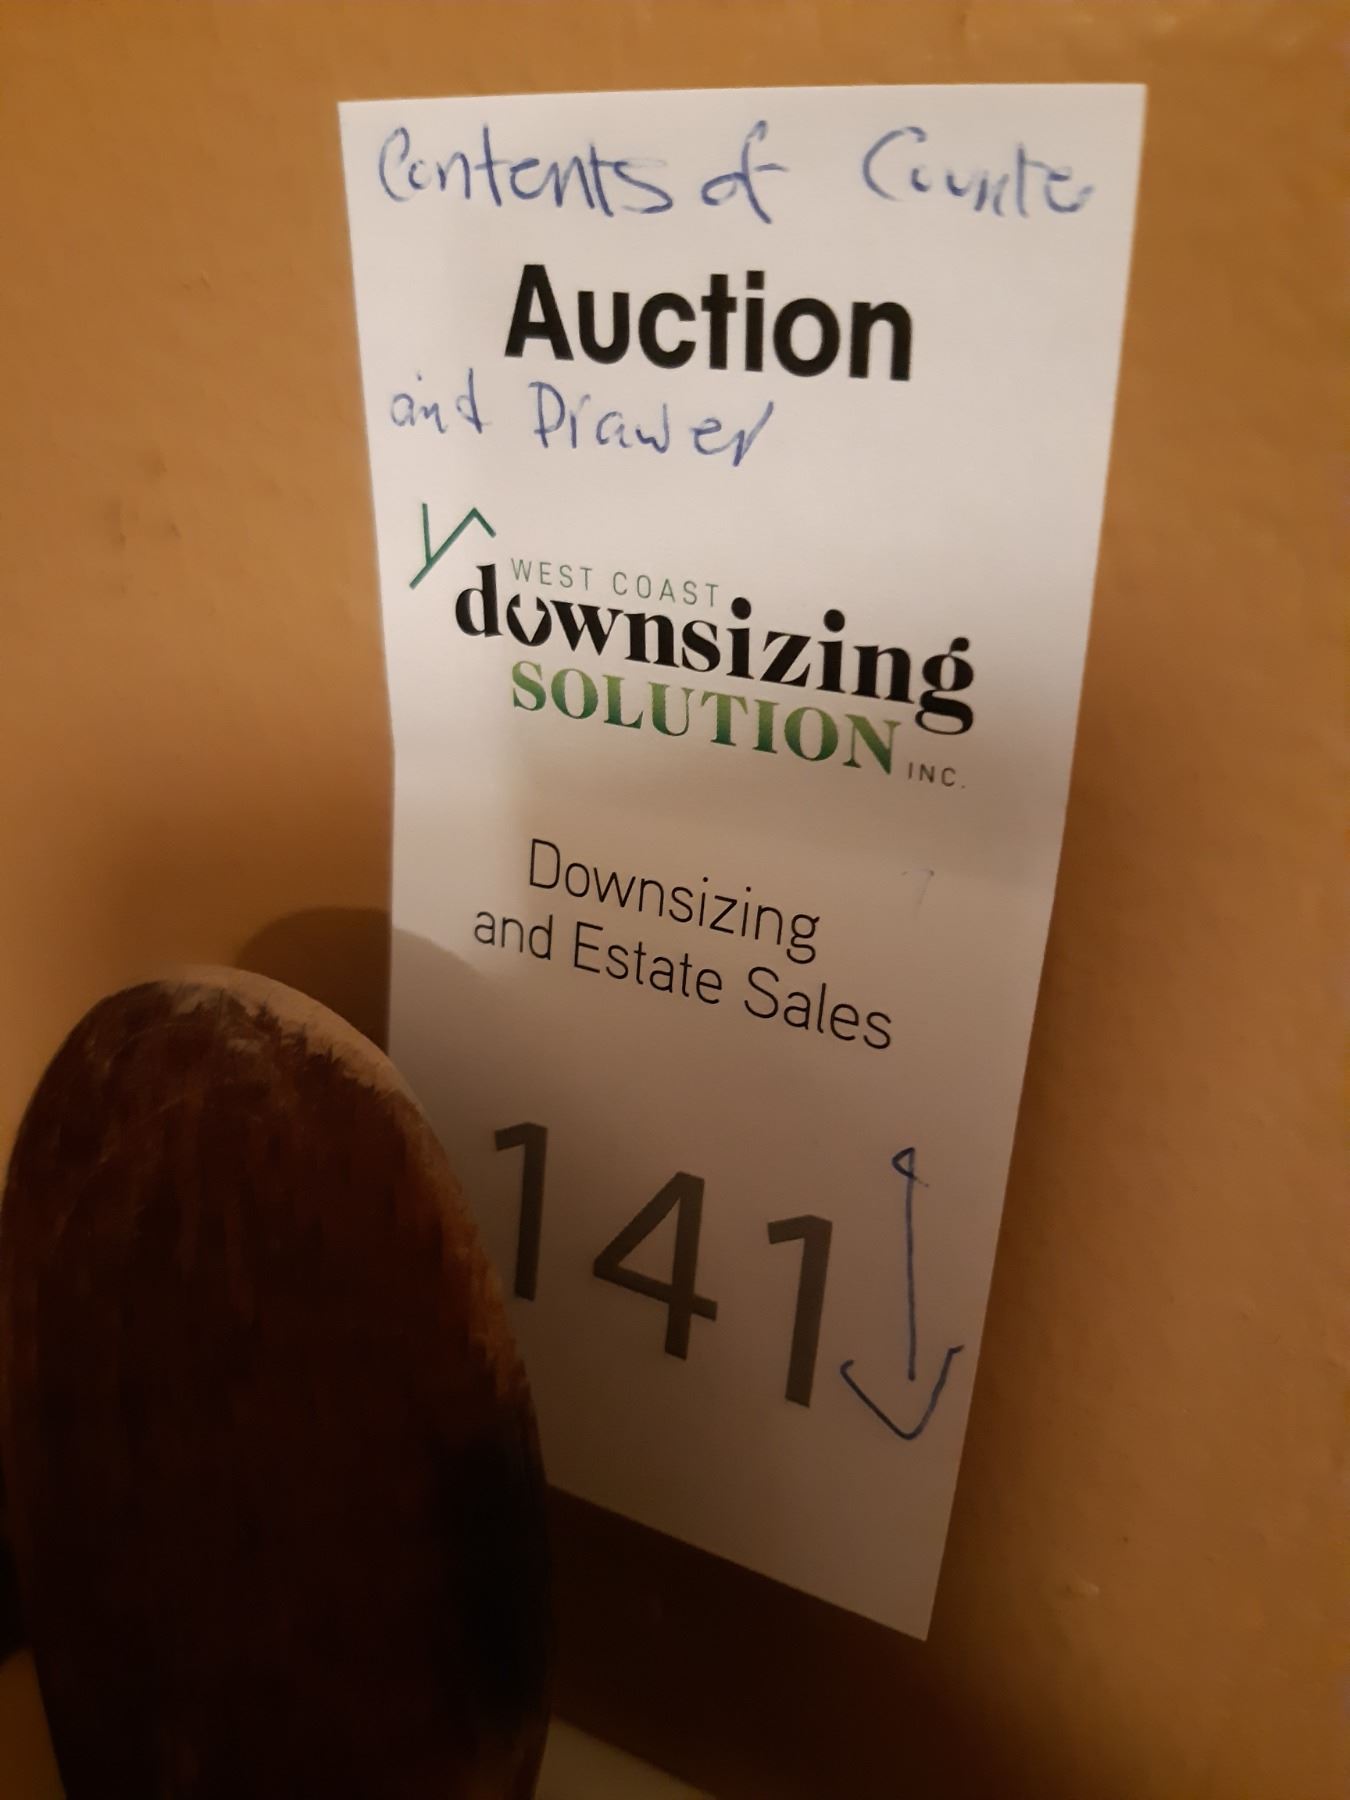 Contents of Counter
Auction
and Drawer
WEST COAST
downsizing
SOLUTION INC.
Downsizing
and Estate Sales
141